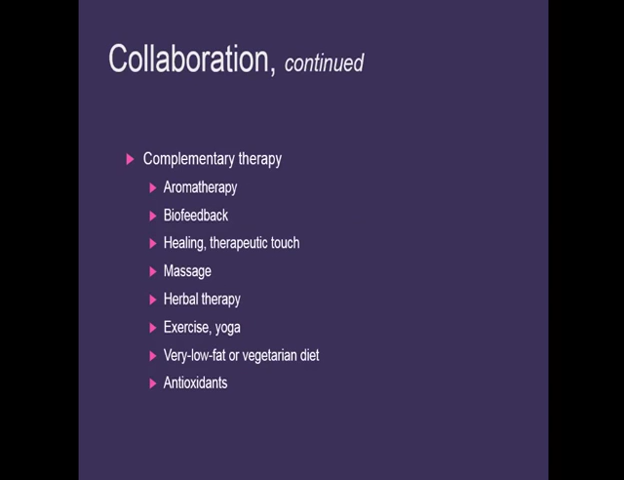 Collaboration, continued
Complementary therapy
Aromatherapy
Biofeedback
Healing, therapeutic touch
Massage
Herbal therapy
Exercise, yoga
Very-low-fat or vegetarian diet
Antioxidants